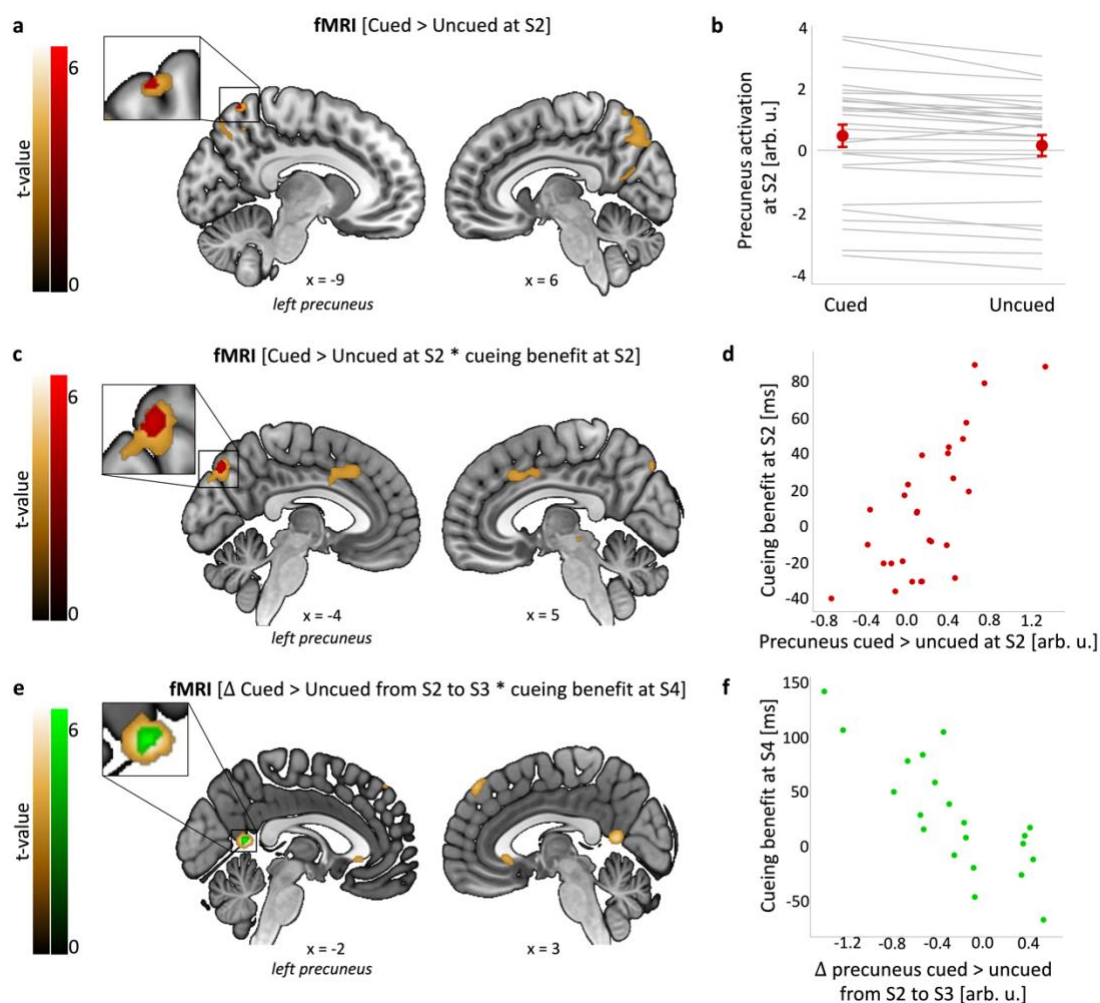 a
fMRI [Cued > Uncued at S2]
6
t-value
0
x = -9
left precuneus
x = 6
b
4
2
0
-2
-4
Precuneus activation
at S2 [arb. u.]
Cued
Uncued
c
fMRI [Cued > Uncued at S2 * cueing benefit at S2]
6
t-value
0
x = -4
left precuneus
x = 5
d
80
60
40
20
0
-20
-40
Cueing benefit at S2 [ms]
-0.8 -0.4 0.0 0.4 0.8 1.2
Precuneus cued > uncued at S2 [arb. u.]
e
fMRI [Δ Cued > Uncued from S2 to S3 * cueing benefit at S4]
6
t-value
0
x = -2
left precuneus
x = 3
f
150
100
50
0
-50
Cueing benefit at S4 [ms]
-1.2 -0.8 -0.4 0.0 0.4
Δ precuneus cued > uncued
from S2 to S3 [arb. u.]